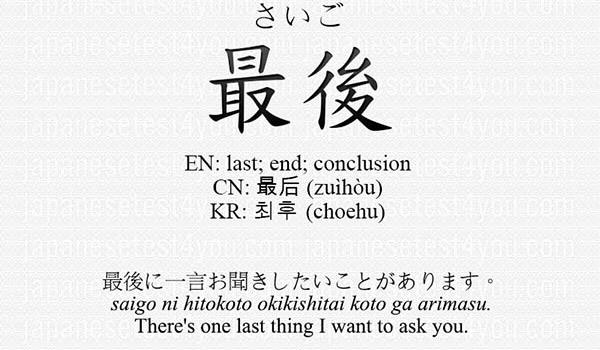 さいご
最後
EN: last; end; conclusion
CN: 最后 (zuìhòu)
KR: 최후 (choehu)
最後に一言お聞きしたいことがあります。
saigo ni hitokoto okikishitai koto ga arimasu.
There's one last thing I want to ask you.
japanesetest4you.com